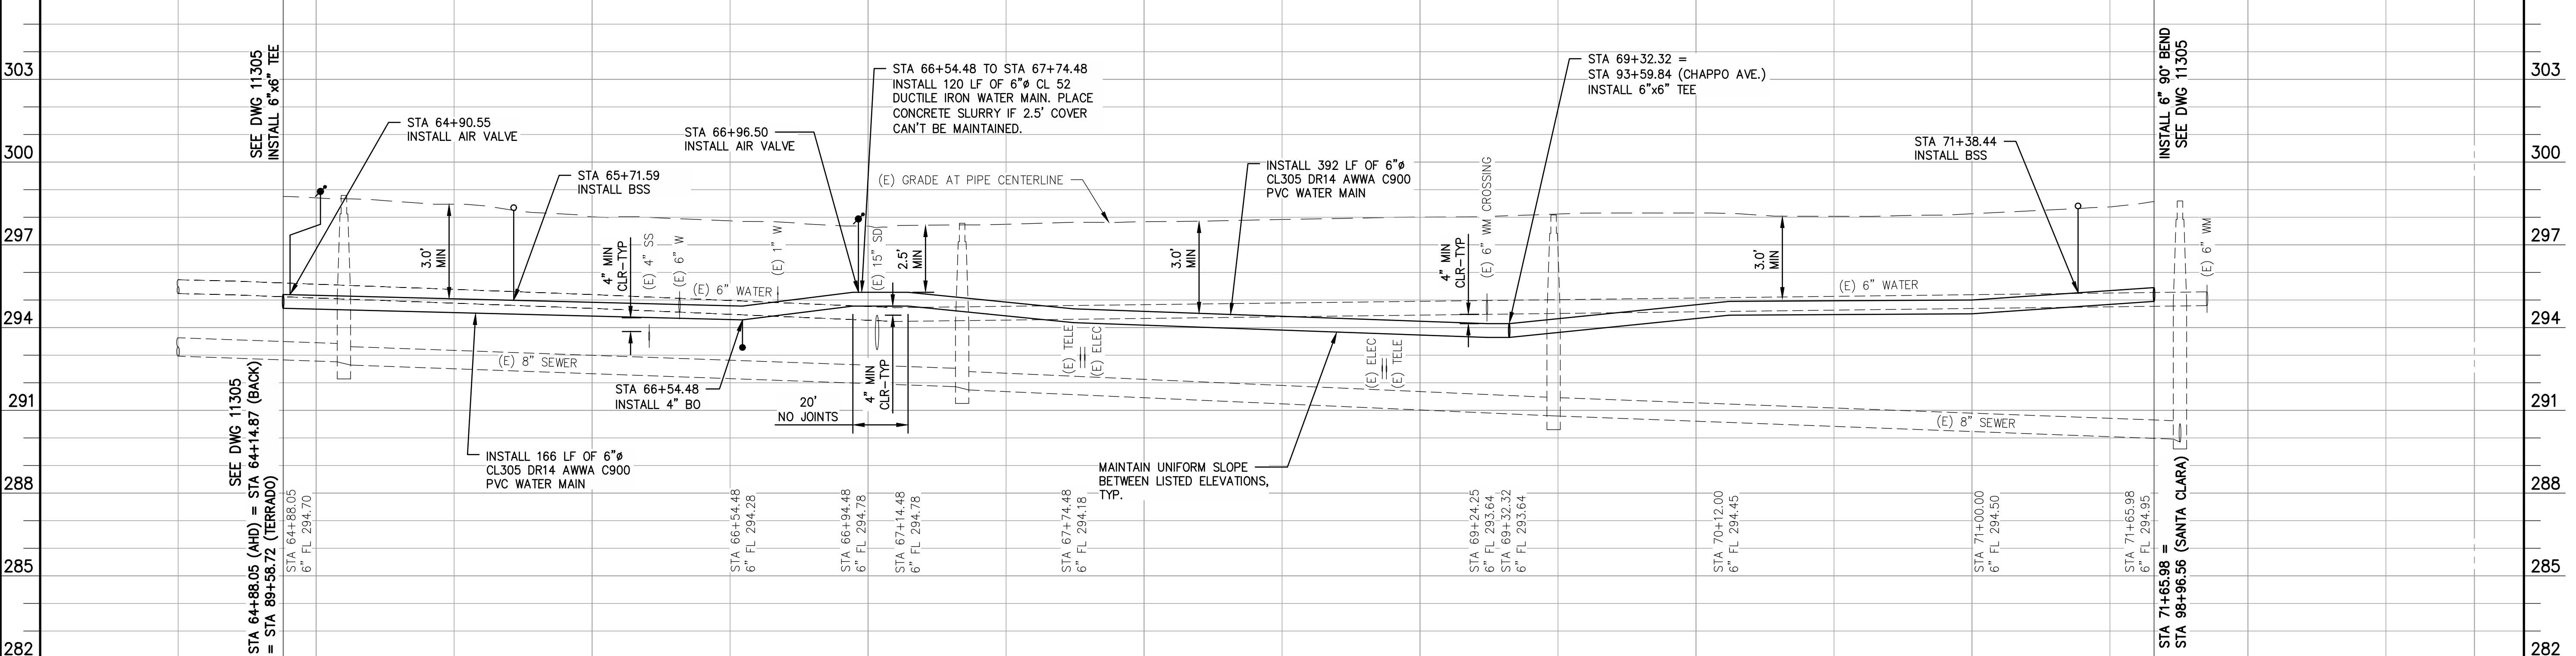 303
300
297
294
291
288
285
282
SEE DWG 11305
INSTALL 6"x6" TEE
STA 64+90.55
INSTALL AIR VALVE
STA 65+71.59
INSTALL BSS
STA 66+96.50
INSTALL AIR VALVE
STA 66+54.48 TO STA 67+74.48
INSTALL 120 LF OF 6"ø CL 52
DUCTILE IRON WATER MAIN. PLACE
CONCRETE SLURRY IF 2.5' COVER
CAN'T BE MAINTAINED.
(E) GRADE AT PIPE CENTERLINE
INSTALL 392 LF OF 6"ø
CL305 DR14 AWWA C900
PVC WATER MAIN
STA 69+32.32 =
STA 93+59.84 (CHAPPO AVE.)
INSTALL 6"x6" TEE
STA 71+38.44
INSTALL BSS
INSTALL 6" 90° BEND
SEE DWG 11305
3.0'
MIN
4" MIN
CLR-TYP
(E) 4" SS
(E) 6" W
(E) 6" WATER
(E) 1" W
(E) 15" SD
2.5'
MIN
3.0'
MIN
4" MIN
CLR-TYP
(E) 6" WM CROSSING
3.0'
MIN
(E) 6" WATER
(E) 6" WM
(E) 8" SEWER
STA 66+54.48
INSTALL 4" BO
20'
NO JOINTS
4" MIN
CLR-TYP
(E) TELE
(E) ELEC
(E) ELEC
(E) TELE
(E) 8" SEWER
INSTALL 166 LF OF 6"ø
CL305 DR14 AWWA C900
PVC WATER MAIN
MAINTAIN UNIFORM SLOPE
BETWEEN LISTED ELEVATIONS,
TYP.
SEE DWG 11305
STA 64+88.05 (AHD) = STA 64+14.87 (BACK)
= STA 89+58.72 (TERRADO)
STA 64+88.05
6" FL 294.70
STA 66+54.48
6" FL 294.28
STA 66+94.48
6" FL 294.78
STA 67+14.48
6" FL 294.78
STA 67+74.48
6" FL 294.18
STA 69+24.25
6" FL 293.64
STA 69+32.32
6" FL 293.64
STA 70+12.00
6" FL 294.45
STA 71+00.00
6" FL 294.50
STA 71+65.98
6" FL 294.95
STA 71+65.98 =
STA 98+96.56 (SANTA CLARA)
303
300
297
294
291
288
285
282